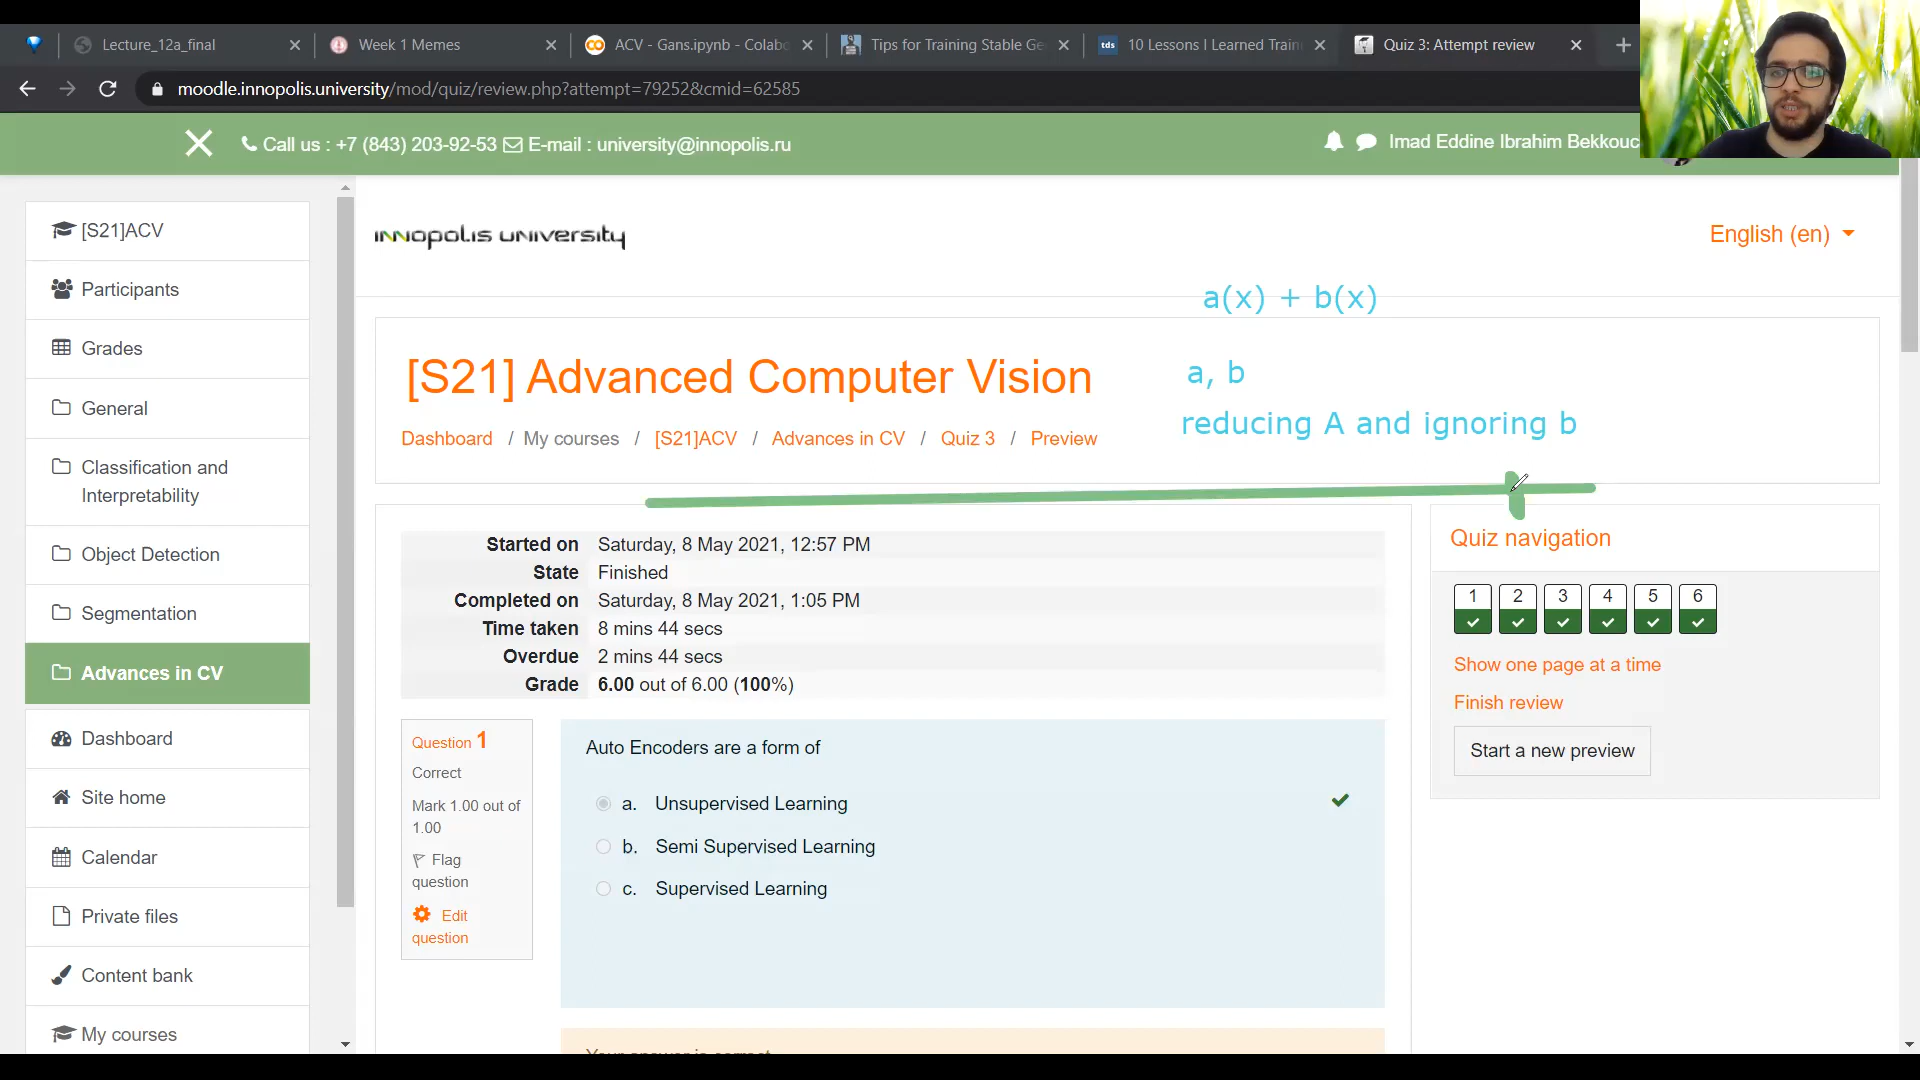 Lecture_12a_final
Week 1 Memes
ACV - Gans.ipynb - Colabo
Tips for Training Stable Ge
tds 10 Lessons I Learned Train
Quiz 3: Attempt review
moodle.innopolis.university/mod/quiz/review.php?attempt=79252&cmid=62585
Call us : +7 (843) 203-92-53 E-mail : university@innopolis.ru
Imad Eddine Ibrahim Bekkouc
[S21]ACV
Participants
Grades
General
Classification and
Interpretability
Object Detection
Segmentation
Advances in CV
Dashboard
Site home
Calendar
Private files
Content bank
My courses
innopolis university
English (en)
a(x) + b(x)
[S21] Advanced Computer Vision
a, b
reducing A and ignoring b
Dashboard / My courses / [S21]ACV / Advances in CV / Quiz 3 / Preview
Started on Saturday, 8 May 2021, 12:57 PM
State Finished
Completed on Saturday, 8 May 2021, 1:05 PM
Time taken 8 mins 44 secs
Overdue 2 mins 44 secs
Grade 6.00 out of 6.00 (100%)
Quiz navigation
1 2 3 4 5 6
Show one page at a time
Finish review
Start a new preview
Question 1
Correct
Mark 1.00 out of
1.00
Flag
question
Edit
question
Auto Encoders are a form of
a. Unsupervised Learning
b. Semi Supervised Learning
c. Supervised Learning
Your answer is correct